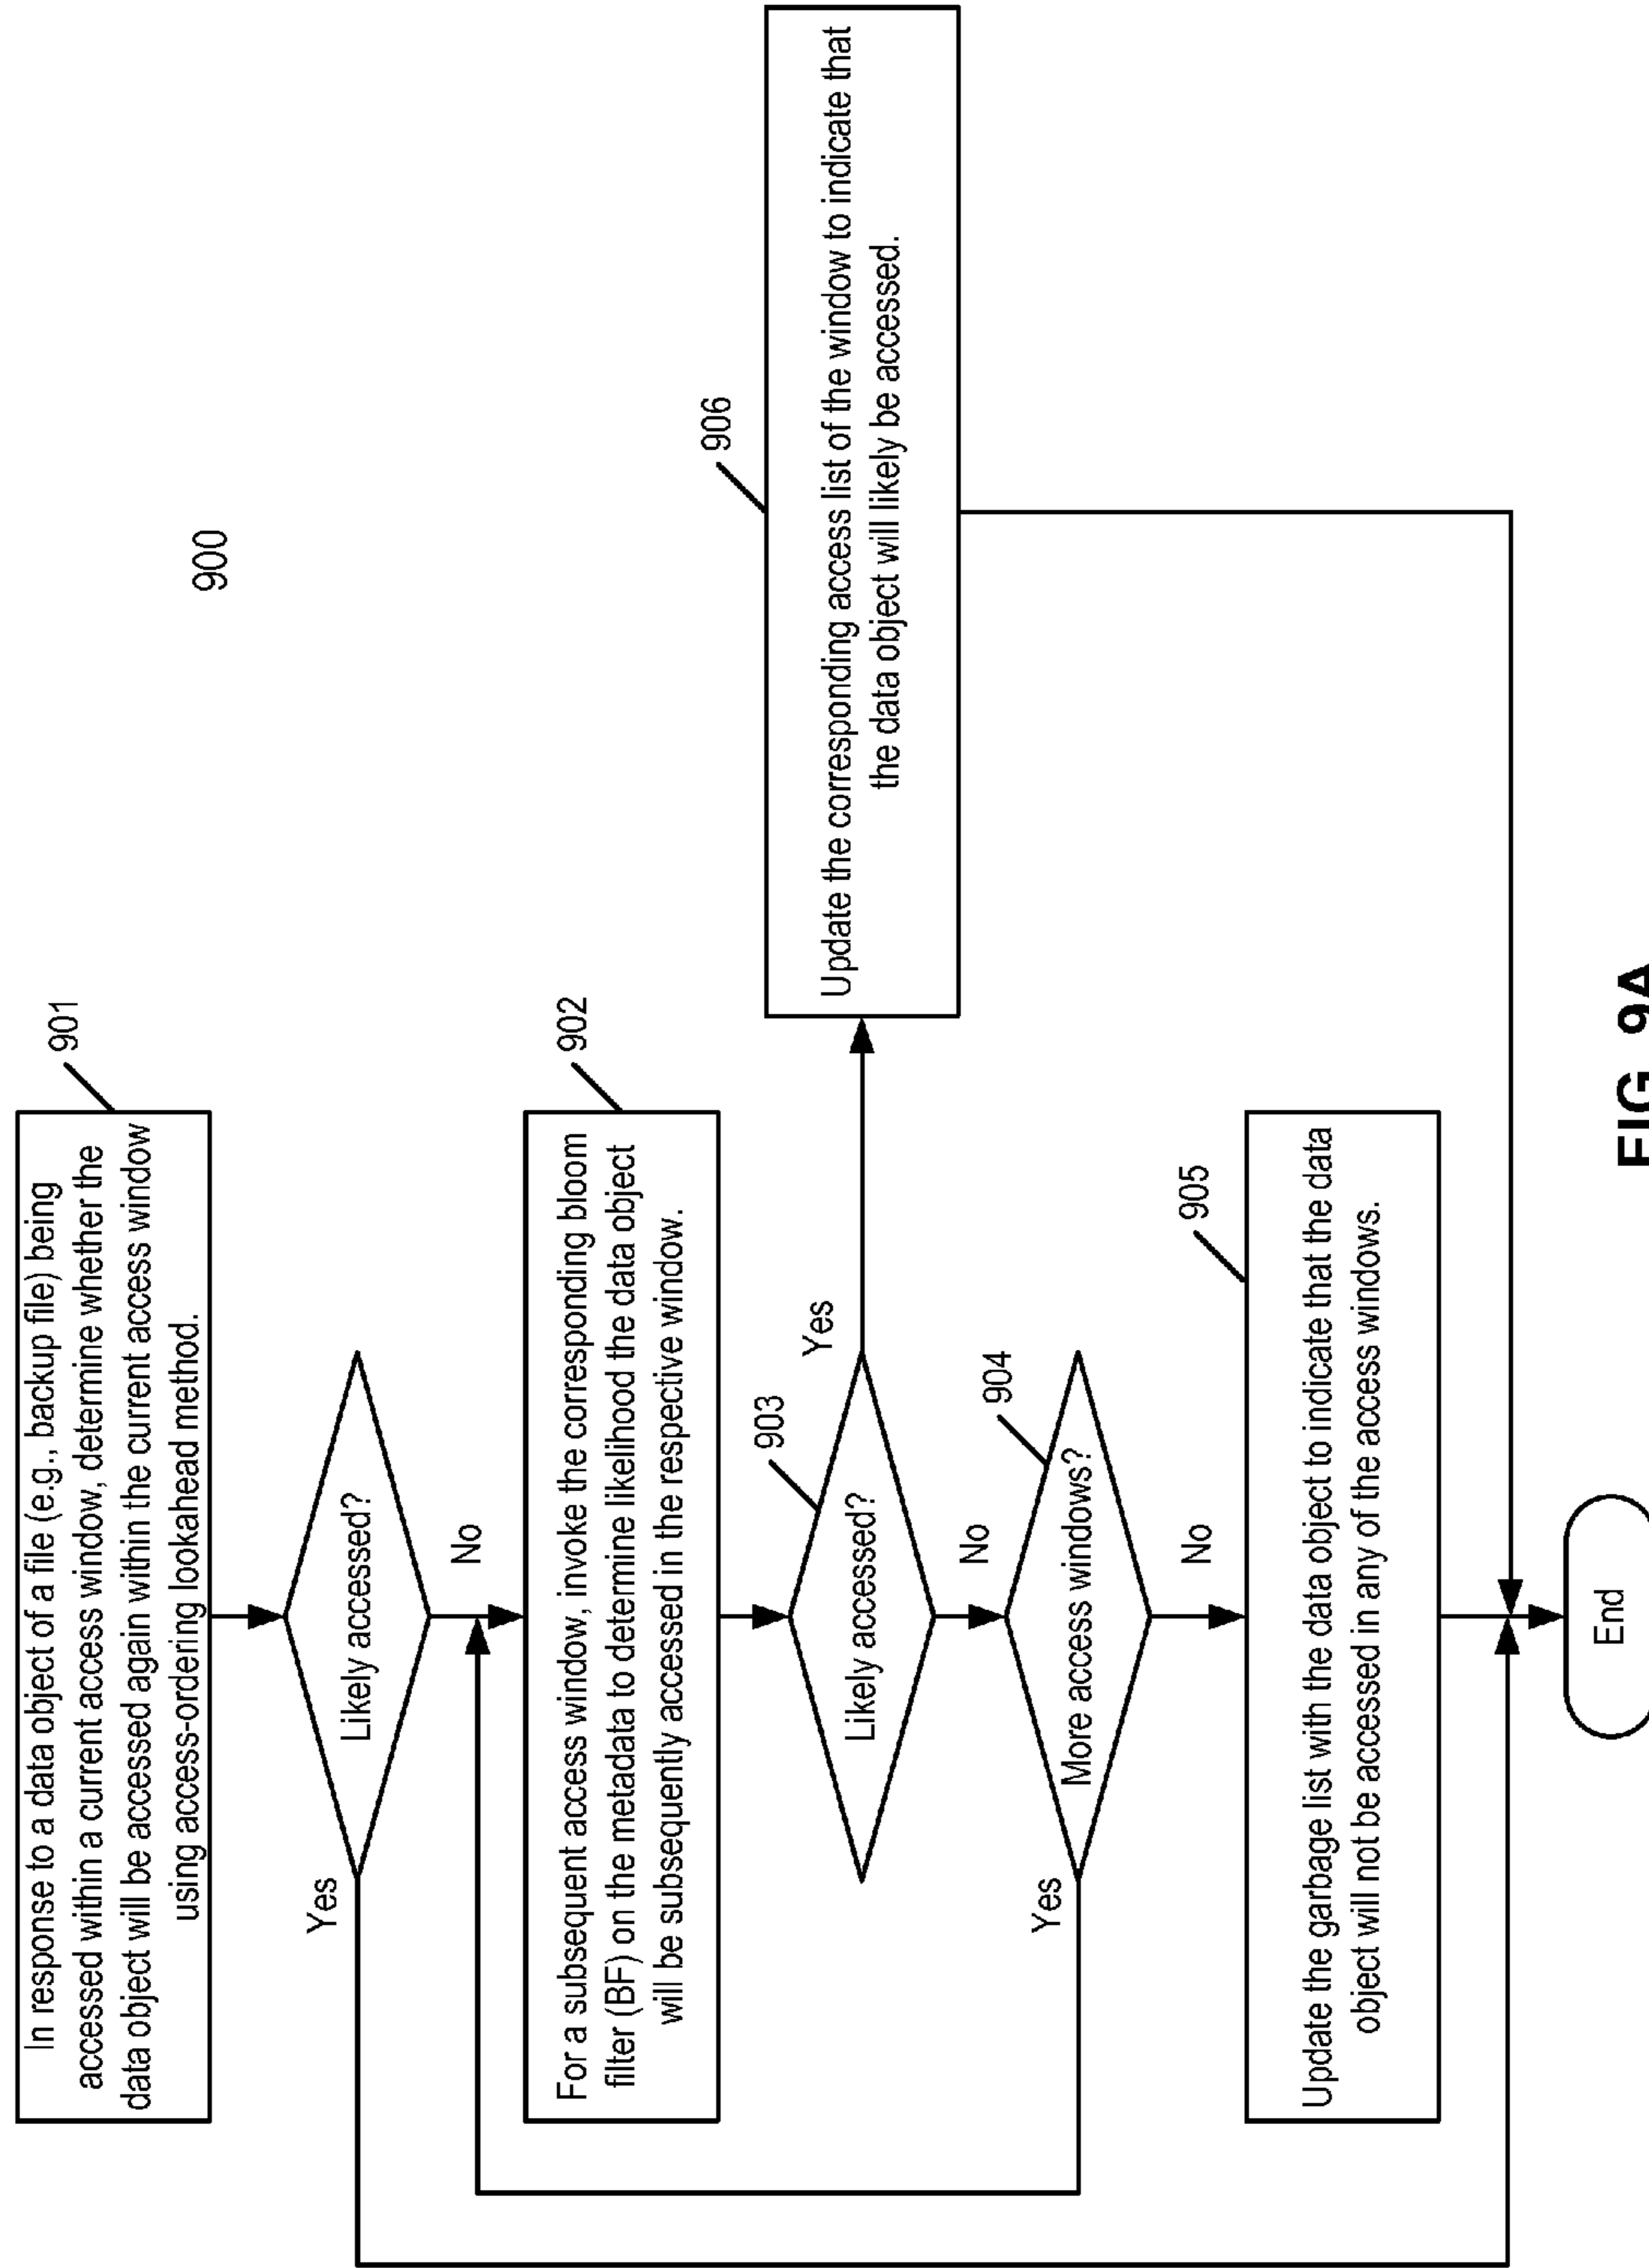 900
In response to a data object of a file (e.g., backup file) being
accessed within a current access window, determine whether the
data object will be accessed again within the current access window
using access-ordering lookahead method.
901
Likely accessed?
Yes
No
For a subsequent access window, invoke the corresponding bloom
filter (BF) on the metadata to determine likelihood the data object
will be subsequently accessed in the respective window.
902
Likely accessed?
903
Yes
No
Update the corresponding access list of the window to indicate that
the data object will likely be accessed.
906
More access windows?
904
Yes
No
Update the garbage list with the data object to indicate that the data
object will not be accessed in any of the access windows.
905
End
FIG. 9A